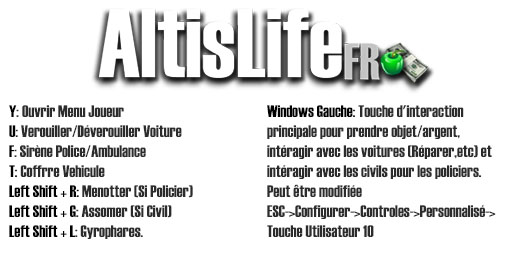 AltisLifeFR
Y: Ouvrir Menu Joueur
U: Verouiller/Déverouiller Voiture
F: Sirène Police/Ambulance
T: Coffrre Vehicule
Left Shift + R: Menotter (Si Policier)
Left Shift + G: Assomer (Si Civil)
Left Shift + L: Gyrophares.
Windows Gauche: Touche d'interaction
principale pour prendre objet/argent,
intéragir avec les voitures (Réparer,etc) et
intéragir avec les civils pour les policiers.
Peut être modifiée
ESC->Configurer->Controles->Personnalisé->
Touche Utilisateur 10